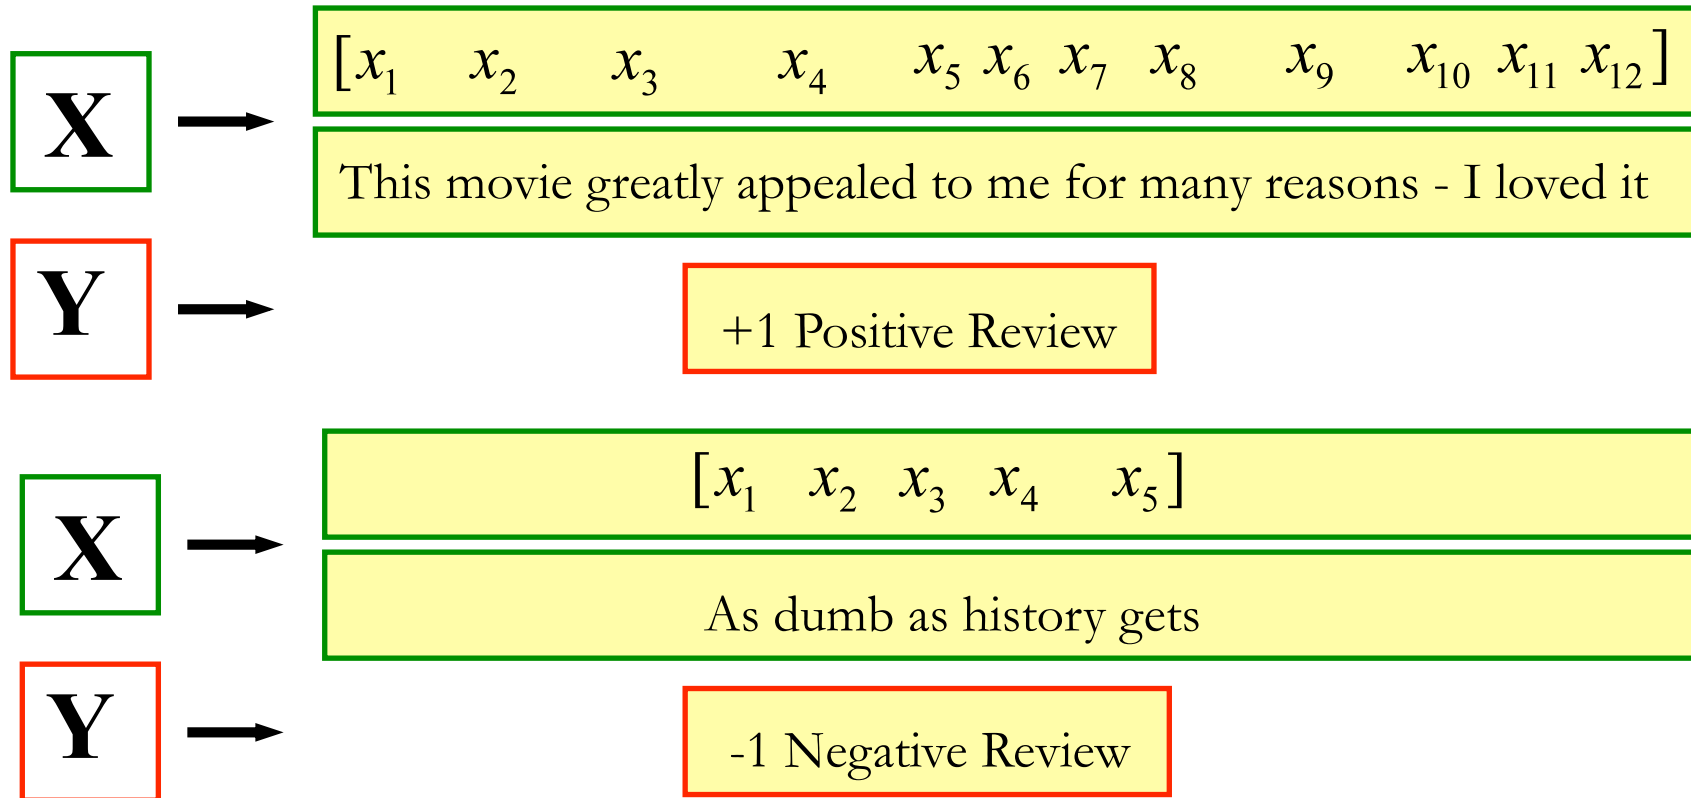 [x₁ x₂ x₃ x₄ x₅ x₆ x₇ x₈ x₉ x₁₀ x₁₁ x₁₂]
X
This movie greatly appealed to me for many reasons - I loved it
Y
+1 Positive Review
[x₁ x₂ x₃ x₄ x₅]
X
As dumb as history gets
Y
-1 Negative Review